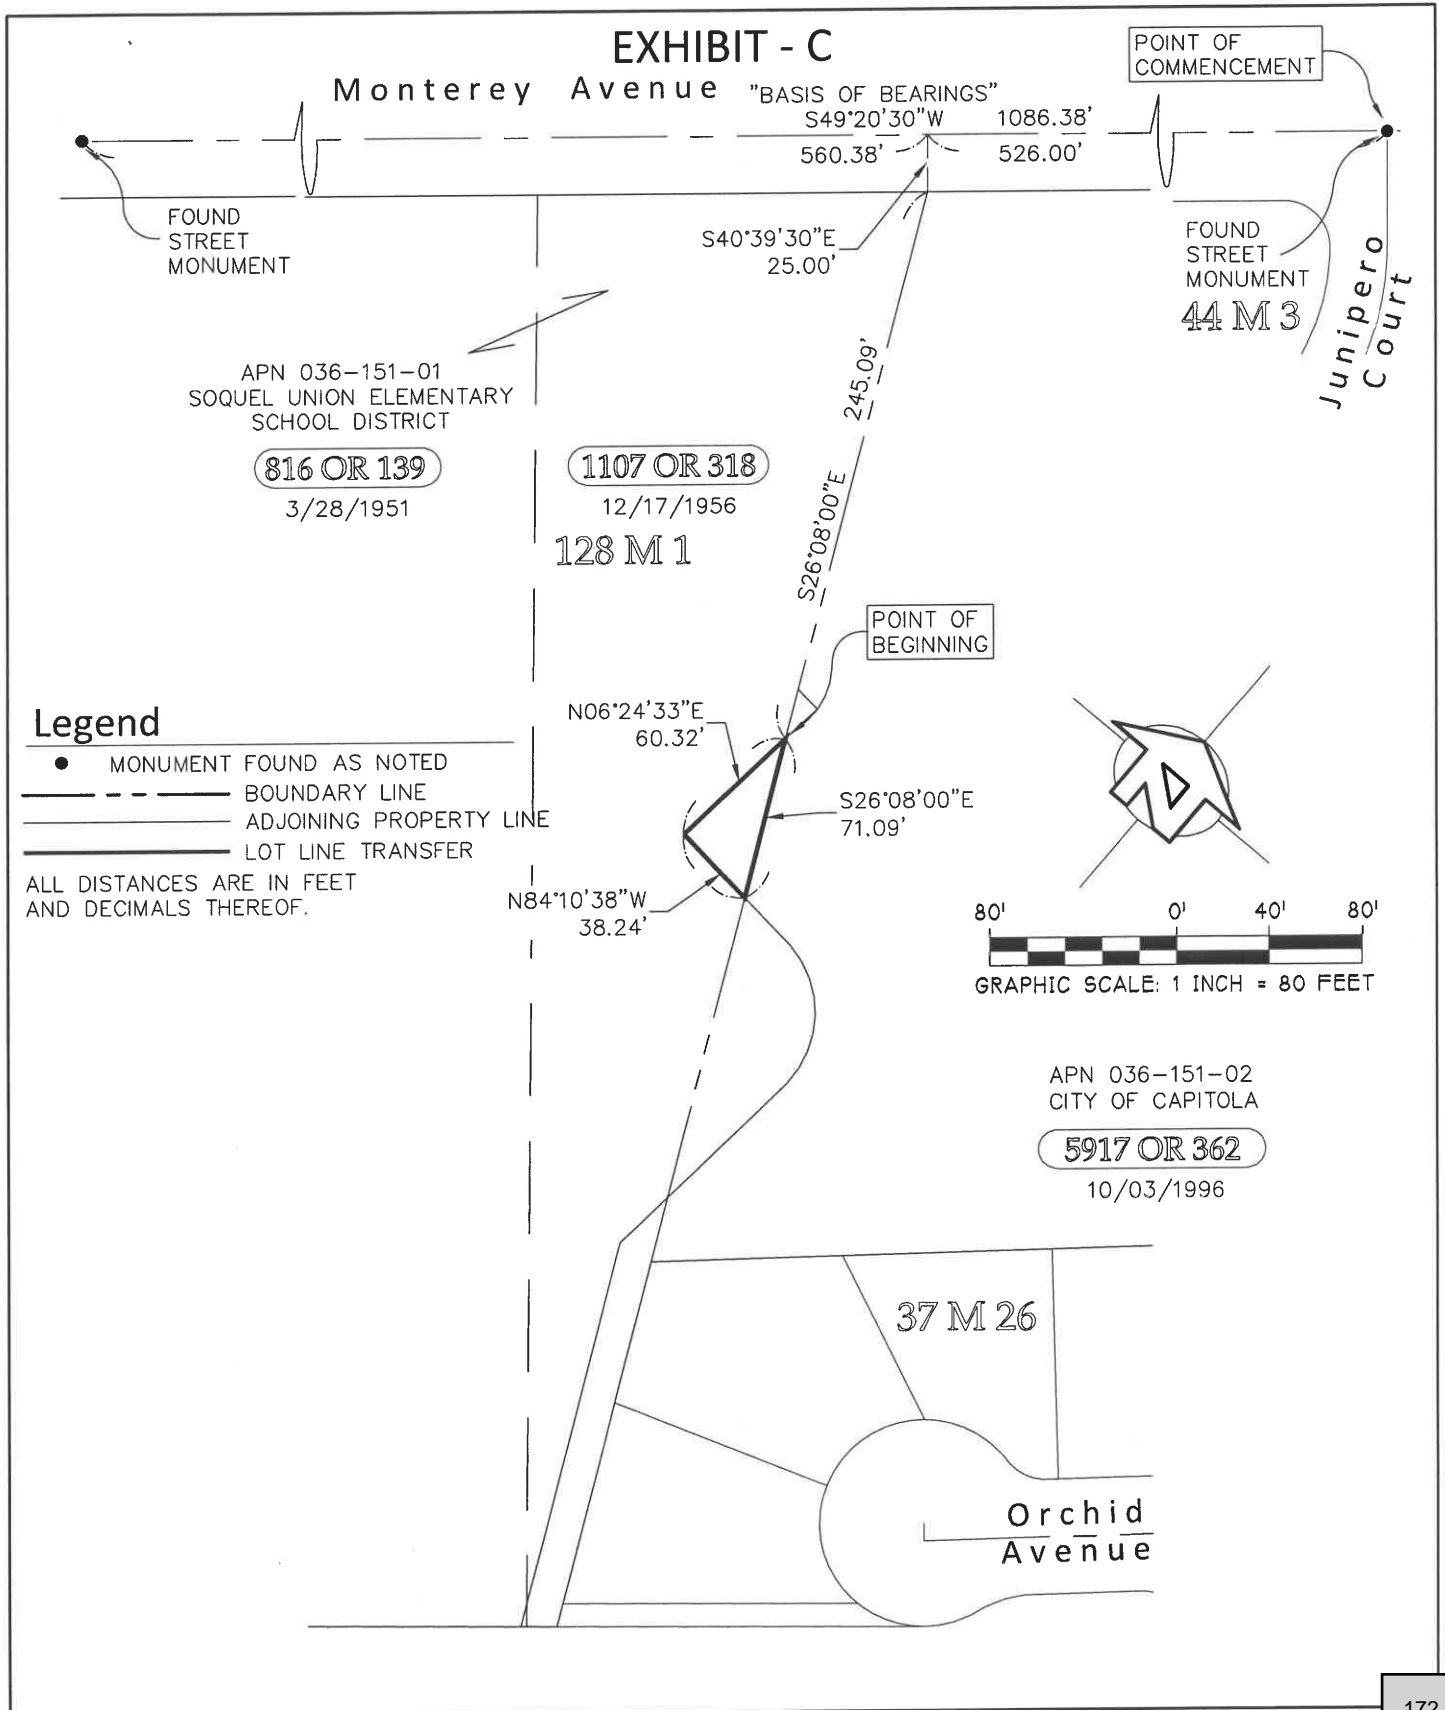 EXHIBIT - C
POINT OF
COMMENCEMENT
Monterey Avenue
"BASIS OF BEARINGS"
S49°20'30"W 1086.38'
560.38' 526.00'
FOUND
STREET
MONUMENT
S40°39'30"E
25.00'
FOUND
STREET
MONUMENT
44 M 3
Junipero
Court
APN 036-151-01
SOQUEL UNION ELEMENTARY
SCHOOL DISTRICT
816 OR 139
3/28/1951
1107 OR 318
12/17/1956
128 M 1
245.09'
S26°08'00"E
POINT OF
BEGINNING
N06°24'33"E
60.32'
S26°08'00"E
71.09'
N84°10'38"W
38.24'
Legend
MONUMENT FOUND AS NOTED
BOUNDARY LINE
ADJOINING PROPERTY LINE
LOT LINE TRANSFER
ALL DISTANCES ARE IN FEET
AND DECIMALS THEREOF.
80' 0' 40' 80'
GRAPHIC SCALE: 1 INCH = 80 FEET
APN 036-151-02
CITY OF CAPITOLA
5917 OR 362
10/03/1996
37 M 26
Orchid
Avenue
172